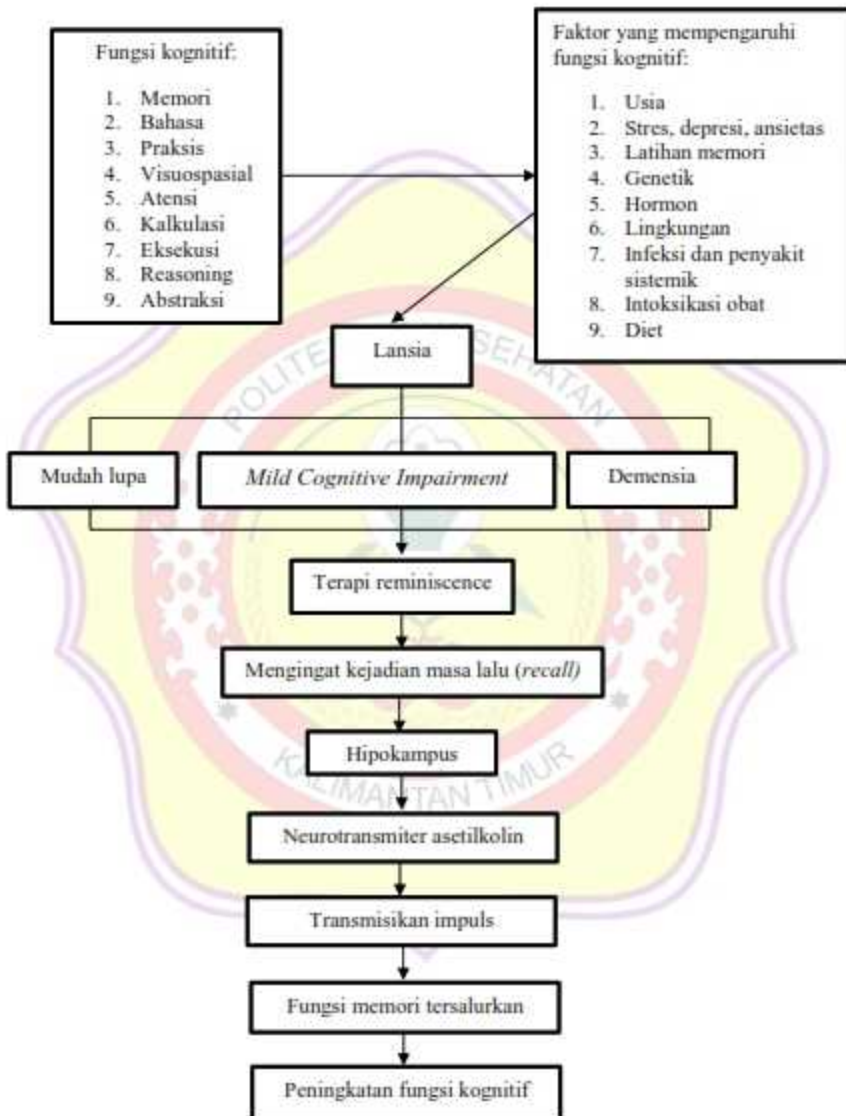 Fungsi kognitif:
1. Memori
2. Bahasa
3. Praksis
4. Visuospasial
5. Atensi
6. Kalkulasi
7. Eksekusi
8. Reasoning
9. Abstraksi
Faktor yang mempengaruhi
fungsi kognitif:
1. Usia
2. Stres, depresi, ansietas
3. Latihan memori
4. Genetik
5. Hormon
6. Lingkungan
7. Infeksi dan penyakit
sistemik
8. Intoksikasi obat
9. Diet
Lansia
Mudah lupa
Mild Cognitive Impairment
Demensia
Terapi reminiscence
Mengingat kejadian masa lalu (recall)
Hipokampus
KALIMANTAN TIMUR
Neurotransmiter asetilkolin
Transmisikan impuls
Fungsi memori tersalurkan
Peningkatan fungsi kognitif